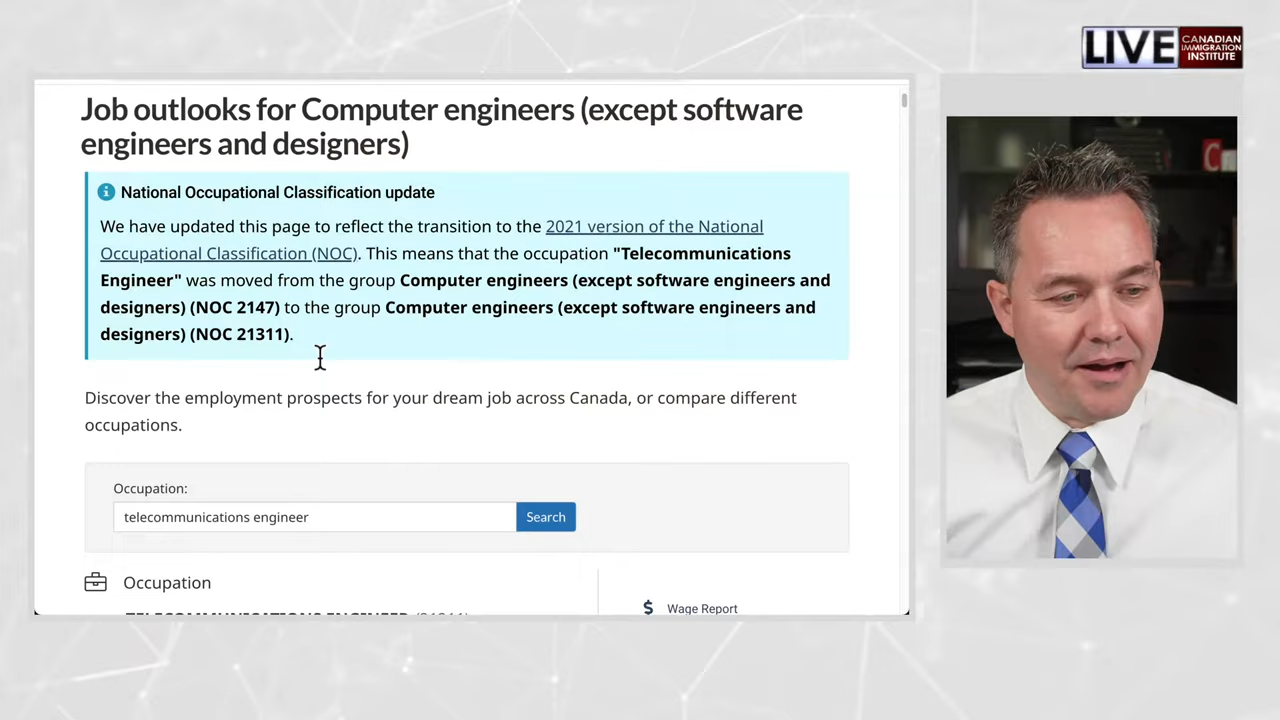 LIVE
CANADIAN
IMMIGRATION
INSTITUTE
Job outlooks for Computer engineers (except software
engineers and designers)
National Occupational Classification update
We have updated this page to reflect the transition to the 2021 version of the National
Occupational Classification (NOC). This means that the occupation "Telecommunications
Engineer" was moved from the group Computer engineers (except software engineers and
designers) (NOC 2147) to the group Computer engineers (except software engineers and
designers) (NOC 21311).
Discover the employment prospects for your dream job across Canada, or compare different
occupations.
Occupation:
telecommunications engineer
Search
Occupation
TELECOMMUNICATIONS ENGINEER (21311)
$ Wage Report
C